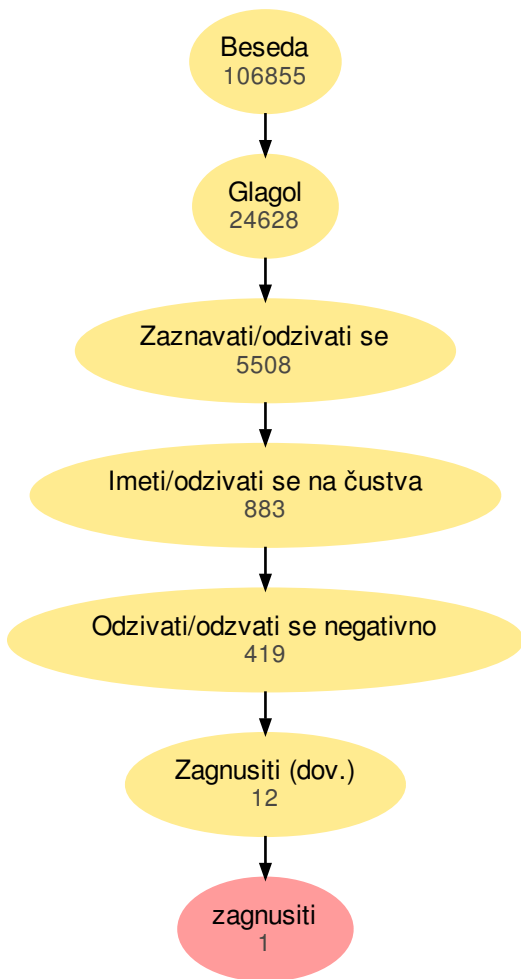 Beseda
106855
Glagol
24628
Zaznavati/odzivati se
5508
Imeti/odzivati se na čustva
883
Odzivati/odzvati se negativno
419
Zagnusiti (dov.)
12
zagnusiti
1